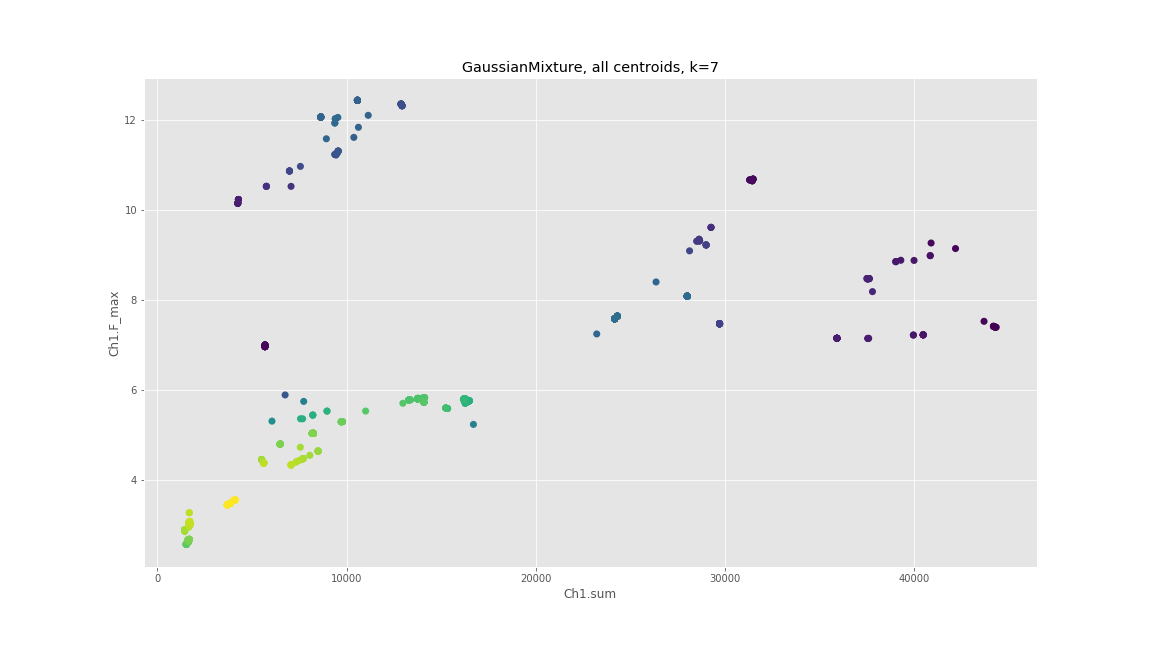 GaussianMixture, all centroids, k=7
12
10
8
6
4
Ch1.F_max
0 10000 20000 30000 40000
Ch1.sum